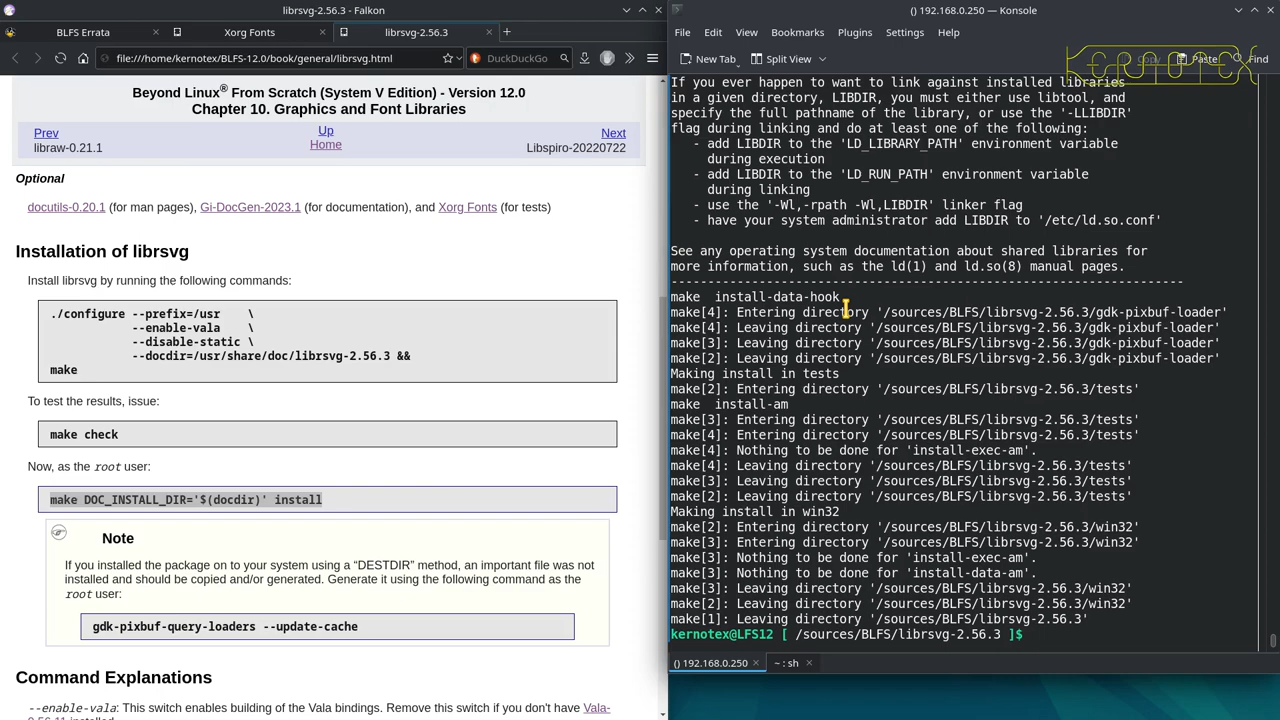 librsvg-2.56.3 — Falkon
BLFS Errata
Xorg Fonts
librsvg-2.56.3
file:///home/kernotex/BLFS-12.0/book/general/librsvg.html
DuckDuckGo
Beyond Linux® From Scratch (System V Edition) - Version 12.0
Chapter 10. Graphics and Font Libraries
Prev
Up
Next
libraw-0.21.1
Home
Libspiro-20220722
Optional
docutils-0.20.1 (for man pages), Gi-DocGen-2023.1 (for documentation), and Xorg Fonts (for tests)
Installation of librsvg
Install librsvg by running the following commands:
./configure --prefix=/usr \
--enable-vala \
--disable-static \
--docdir=/usr/share/doc/librsvg-2.56.3 &&
make
To test the results, issue:
make check
Now, as the root user:
make DOC_INSTALL_DIR='$(docdir)' install
Note
If you installed the package on to your system using a “DESTDIR” method, an important file was not
installed and should be copied and/or generated. Generate it using the following command as the
root user:
gdk-pixbuf-query-loaders --update-cache
Command Explanations
--enable-vala: This switch enables building of the Vala bindings. Remove this switch if you don't have Vala-
() 192.168.0.250 — Konsole
File Edit View Bookmarks Plugins Settings Help
New Tab Split View Copy Paste Find
KERNOTEX
If you ever happen to want to link against installed libraries
in a given directory, LIBDIR, you must either use libtool, and
specify the full pathname of the library, or use the '-LLIBDIR'
flag during linking and do at least one of the following:
- add LIBDIR to the 'LD_LIBRARY_PATH' environment variable
during execution
- add LIBDIR to the 'LD_RUN_PATH' environment variable
during linking
- use the '-Wl,-rpath -Wl,LIBDIR' linker flag
- have your system administrator add LIBDIR to '/etc/ld.so.conf'
See any operating system documentation about shared libraries for
more information, such as the ld(1) and ld.so(8) manual pages.
----------------------------------------------------------------------
make  install-data-hook
make[4]: Entering directory '/sources/BLFS/librsvg-2.56.3/gdk-pixbuf-loader'
make[4]: Leaving directory '/sources/BLFS/librsvg-2.56.3/gdk-pixbuf-loader'
make[3]: Leaving directory '/sources/BLFS/librsvg-2.56.3/gdk-pixbuf-loader'
make[2]: Leaving directory '/sources/BLFS/librsvg-2.56.3/gdk-pixbuf-loader'
Making install in tests
make[2]: Entering directory '/sources/BLFS/librsvg-2.56.3/tests'
make  install-am
make[3]: Entering directory '/sources/BLFS/librsvg-2.56.3/tests'
make[4]: Entering directory '/sources/BLFS/librsvg-2.56.3/tests'
make[4]: Nothing to be done for 'install-exec-am'.
make[4]: Leaving directory '/sources/BLFS/librsvg-2.56.3/tests'
make[3]: Leaving directory '/sources/BLFS/librsvg-2.56.3/tests'
make[2]: Leaving directory '/sources/BLFS/librsvg-2.56.3/tests'
Making install in win32
make[2]: Entering directory '/sources/BLFS/librsvg-2.56.3/win32'
make[3]: Entering directory '/sources/BLFS/librsvg-2.56.3/win32'
make[3]: Nothing to be done for 'install-exec-am'.
make[3]: Nothing to be done for 'install-data-am'.
make[3]: Leaving directory '/sources/BLFS/librsvg-2.56.3/win32'
make[2]: Leaving directory '/sources/BLFS/librsvg-2.56.3/win32'
make[1]: Leaving directory '/sources/BLFS/librsvg-2.56.3'
kernotex@LFS12 [ /sources/BLFS/librsvg-2.56.3 ]$
() 192.168.0.250
~ : sh